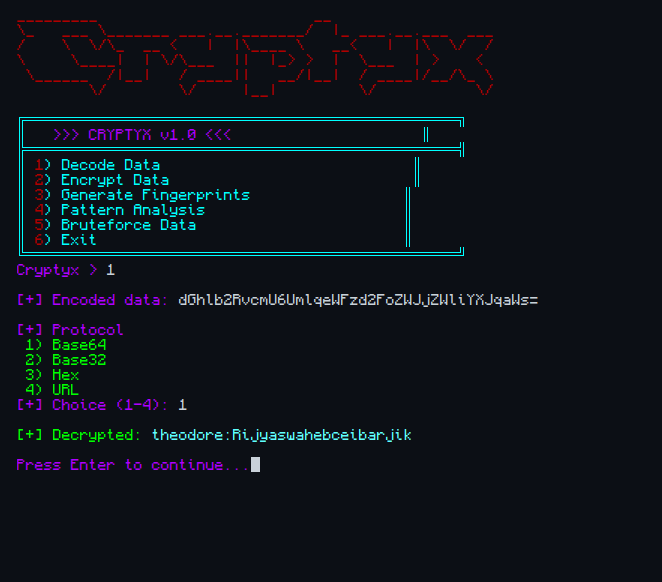 Cryptyx
>>> CRYPTYX v1.0 <<<
1) Decode Data
2) Encrypt Data
3) Generate Fingerprints
4) Pattern Analysis
5) Bruteforce Data
6) Exit
Cryptyx > 1
[+] Encoded data: dGhlb2RvcmU6UmlqeWFzd2FoZWJjZWliYXJqaWs=
[+] Protocol
1) Base64
2) Base32
3) Hex
4) URL
[+] Choice (1-4): 1
[+] Decrypted: theodore:Rijyaswahebceibarjik
Press Enter to continue...